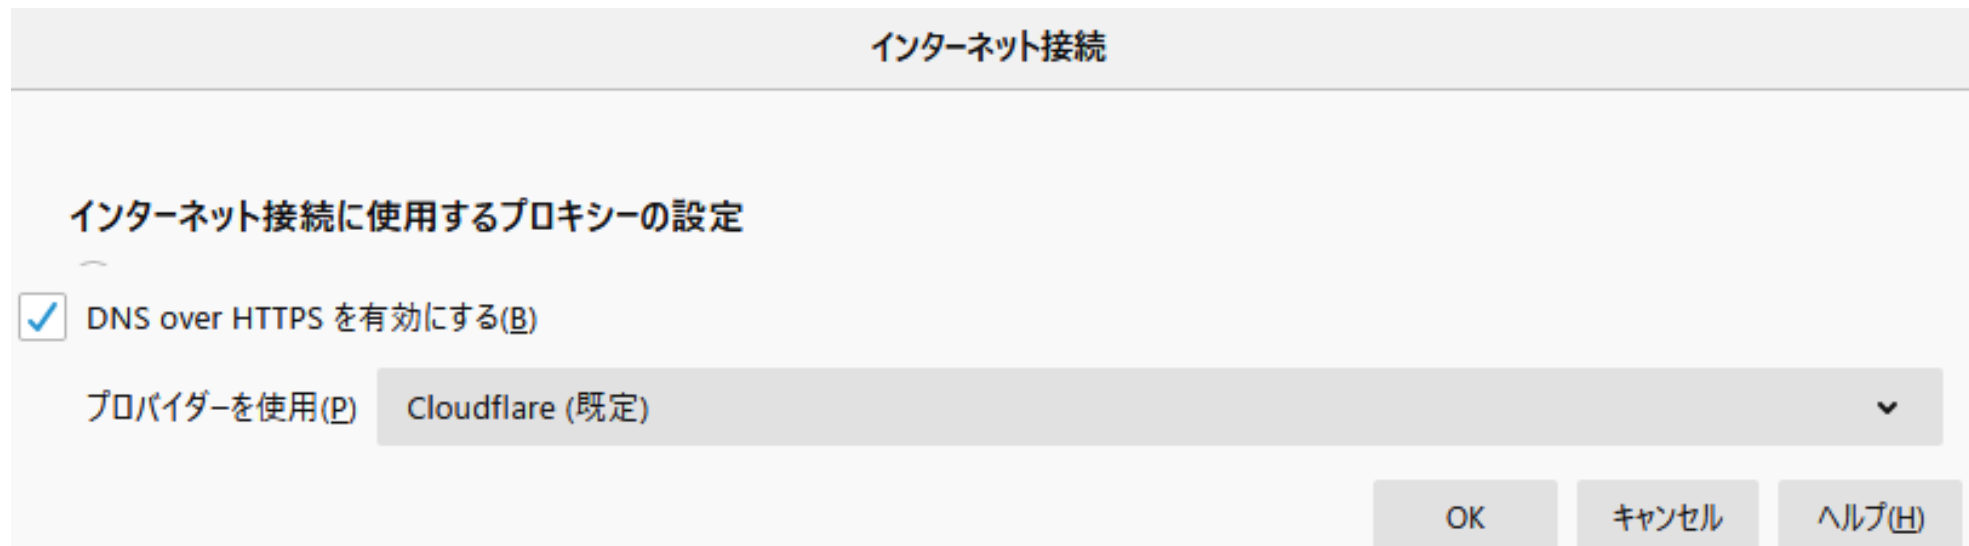 インターネット接続
インターネット接続に使用するプロキシーの設定
DNS over HTTPS を有効にする(B)
プロバイダーを使用(P) Cloudflare (既定)
OK キャンセル ヘルプ(H)